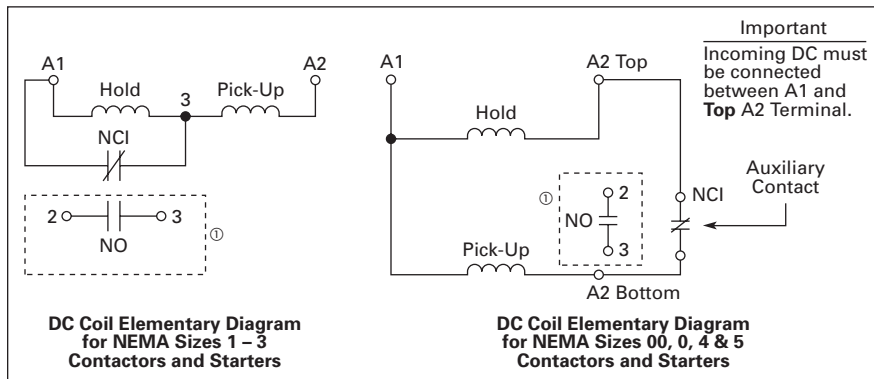 A1
A2
Hold
3
Pick-Up
NCI
2
3
NO
①
DC Coil Elementary Diagram
for NEMA Sizes 1 – 3
Contactors and Starters
A1
A2 Top
Hold
①
2
NO
3
Pick-Up
A2 Bottom
NCI
Auxiliary
Contact
Important
Incoming DC must
be connected
between A1 and
Top A2 Terminal.
DC Coil Elementary Diagram
for NEMA Sizes 00, 0, 4 & 5
Contactors and Starters